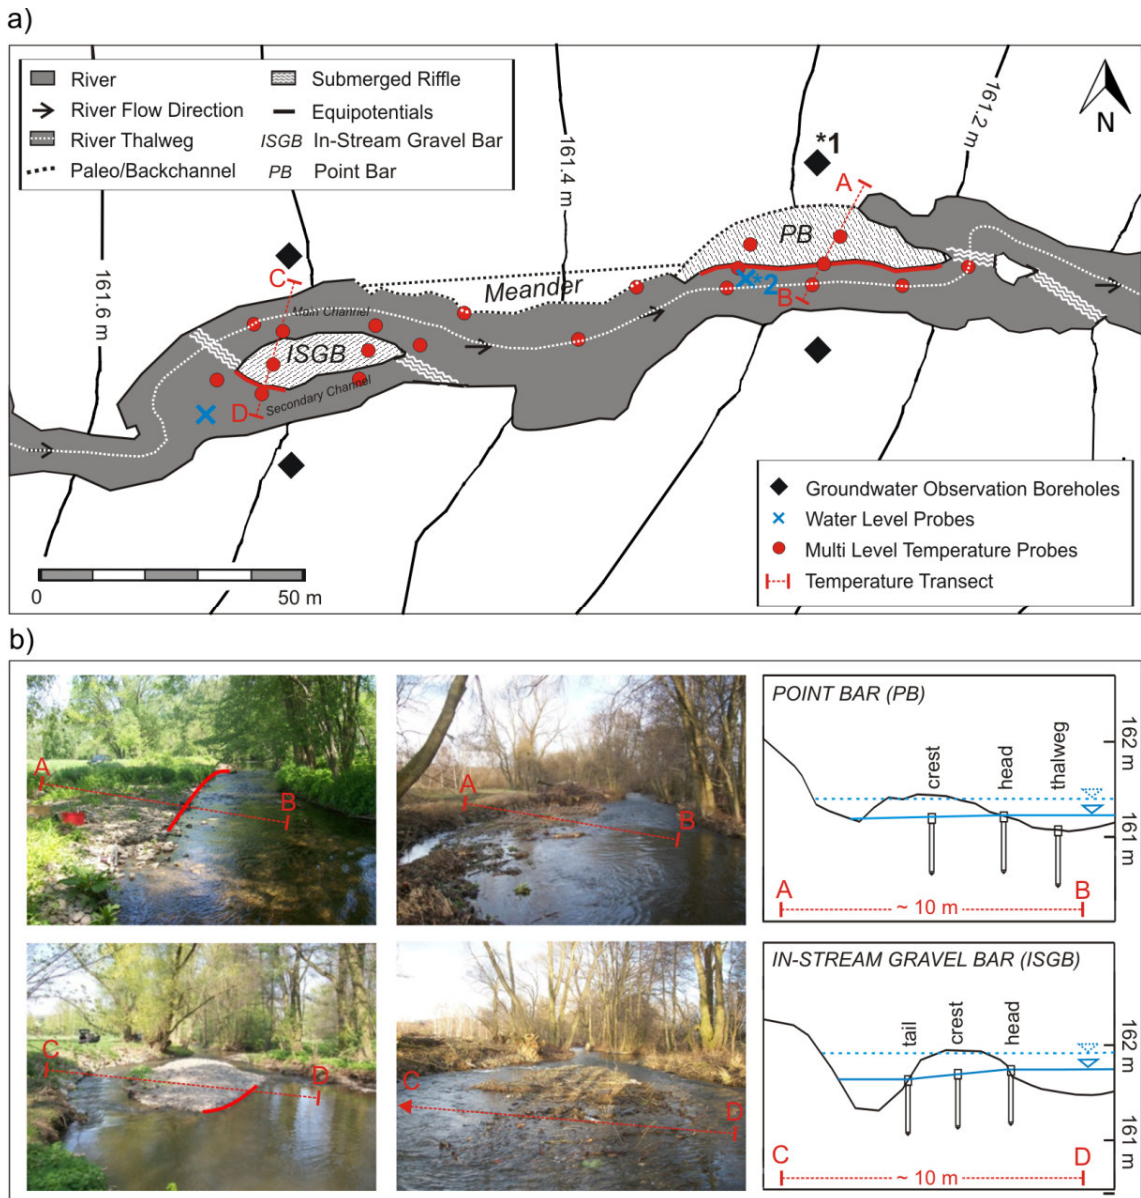 a)
River
River Flow Direction
River Thalweg
Paleo/Backchannel
Submerged Riffle
Equipotentials
ISGB In-Stream Gravel Bar
PB Point Bar
161.6 m
161.4 m
161.2 m
N
*1
A
PB
*2
B
C
Meander
Main Channel
ISGB
Secondary Channel
D
0 50 m
Groundwater Observation Boreholes
Water Level Probes
Multi Level Temperature Probes
Temperature Transect
b)
A
B
A
B
POINT BAR (PB)
crest
head
thalweg
162 m
161 m
A
B
~ 10 m
C
D
C
D
IN-STREAM GRAVEL BAR (ISGB)
tail
crest
head
162 m
161 m
C
D
~ 10 m